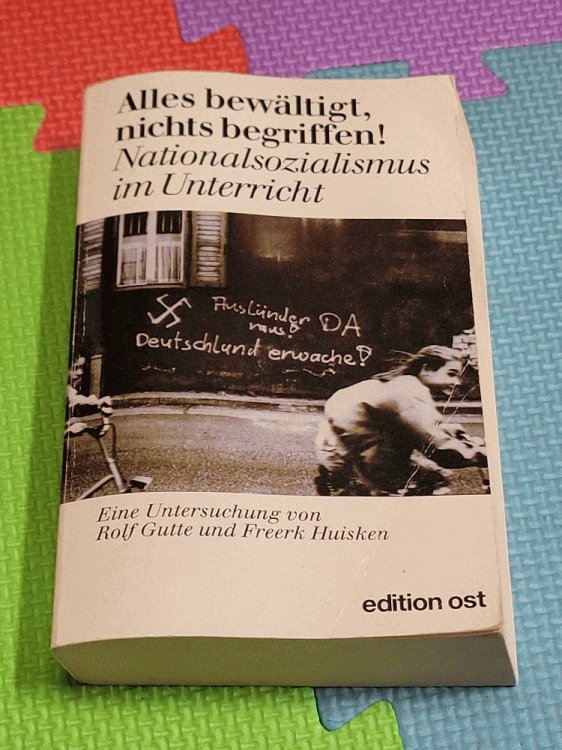 Alles bewältigt,
nichts begriffen!
Nationalsozialismus
im Unterricht
Ausländer DA
raus!
Deutschland erwache!
Eine Untersuchung von
Rolf Gutte und Freerk Huisken
edition ost